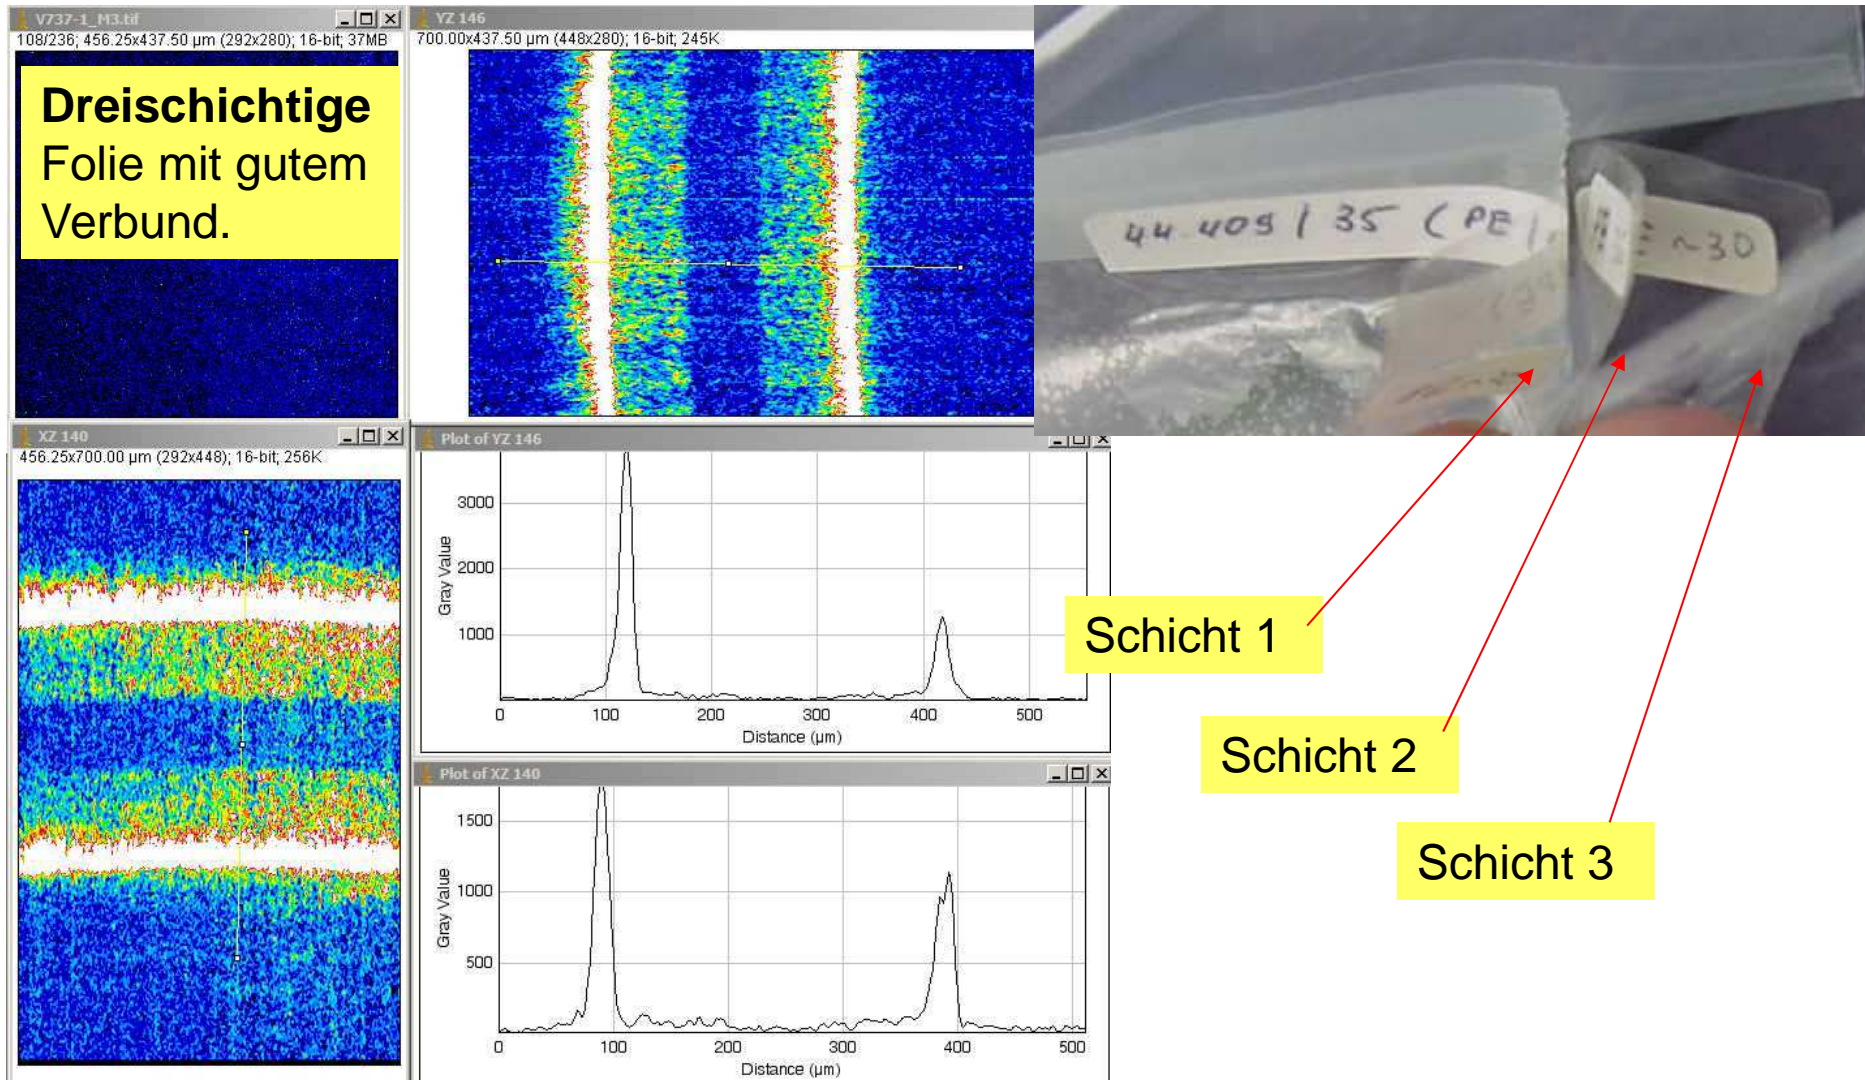 V737-1_M3.tif
108/236; 456.25x437.50 µm (292x280); 16-bit; 37MB
Dreischichtige
Folie mit gutem
Verbund.
YZ 146
700.00x437.50 µm (448x280); 16-bit; 245K
44.409 / 35 (PE)
~30
XZ 140
456.25x700.00 µm (292x448); 16-bit; 256K
Plot of YZ 146
3000
2000
1000
Gray Value
0 100 200 300 400 500
Distance (µm)
Plot of XZ 140
1500
1000
500
Gray Value
0 100 200 300 400 500
Distance (µm)
Schicht 1
Schicht 2
Schicht 3